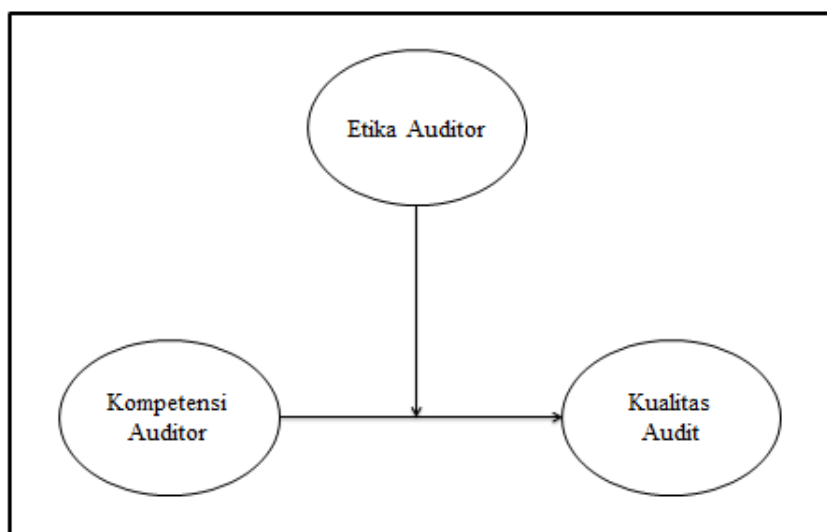 Etika Auditor
Kompetensi
Auditor
Kualitas
Audit